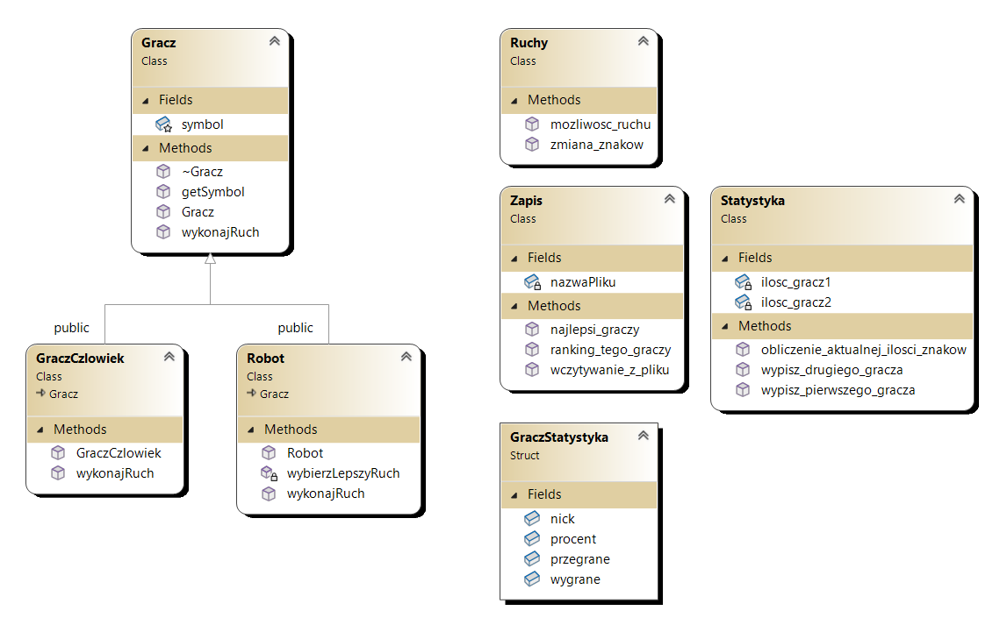 Gracz
Class
Fields
symbol
Methods
~Gracz
getSymbol
Gracz
wykonajRuch
public
public
GraczCzlowiek
Class
Gracz
Methods
GraczCzlowiek
wykonajRuch
Robot
Class
Gracz
Methods
Robot
wybierzLepszyRuch
wykonajRuch
Ruchy
Class
Methods
mozliwosc_ruchu
zmiana_znakow
Zapis
Class
Fields
nazwaPliku
Methods
najlepsi_graczy
ranking_tego_graczy
wczytywanie_z_pliku
Statystyka
Class
Fields
ilosc_gracz1
ilosc_gracz2
Methods
obliczenie_aktualnej_ilosci_znakow
wypisz_drugiego_gracza
wypisz_pierwszego_gracza
GraczStatystyka
Struct
Fields
nick
procent
przegrane
wygrane